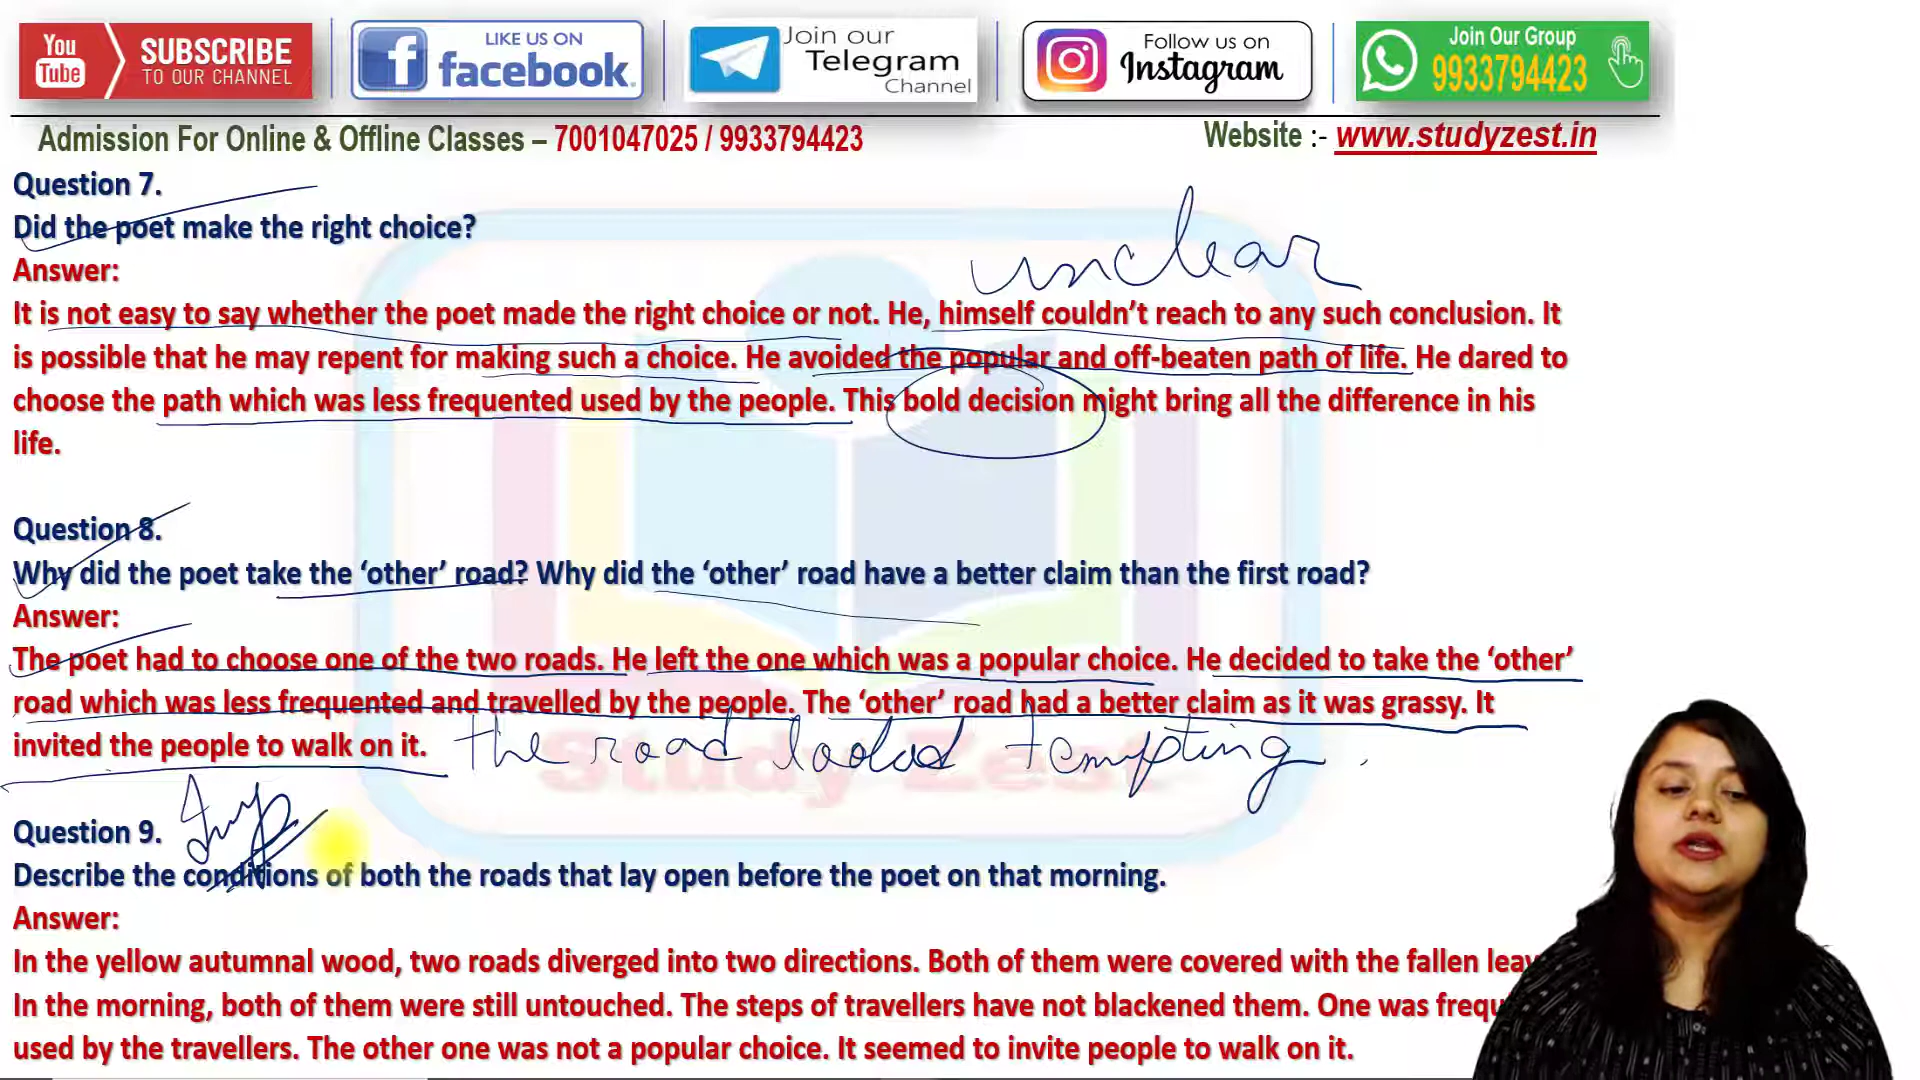 You Tube SUBSCRIBE TO OUR CHANNEL
LIKE US ON facebook.
Join our Telegram Channel
Follow us on Instagram
Join Our Group 9933794423
Admission For Online & Offline Classes – 7001047025 / 9933794423
Website :- www.studyzest.in
Question 7.
Did the poet make the right choice?
unclear
Answer:
It is not easy to say whether the poet made the right choice or not. He, himself couldn’t reach to any such conclusion. It
is possible that he may repent for making such a choice. He avoided the popular and off-beaten path of life. He dared to
choose the path which was less frequented used by the people. This bold decision might bring all the difference in his
life.
Question 8.
Why did the poet take the ‘other’ road? Why did the ‘other’ road have a better claim than the first road?
Answer:
The poet had to choose one of the two roads. He left the one which was a popular choice. He decided to take the ‘other’
road which was less frequented and travelled by the people. The ‘other’ road had a better claim as it was grassy. It
invited the people to walk on it. the road looked tempting.
Study Zest
Question 9. Imp
Describe the conditions of both the roads that lay open before the poet on that morning.
Answer:
In the yellow autumnal wood, two roads diverged into two directions. Both of them were covered with the fallen
In the morning, both of them were still untouched. The steps of travellers have not blackened them. One was
used by the travellers. The other one was not a popular choice. It seemed to invite people to walk on it.